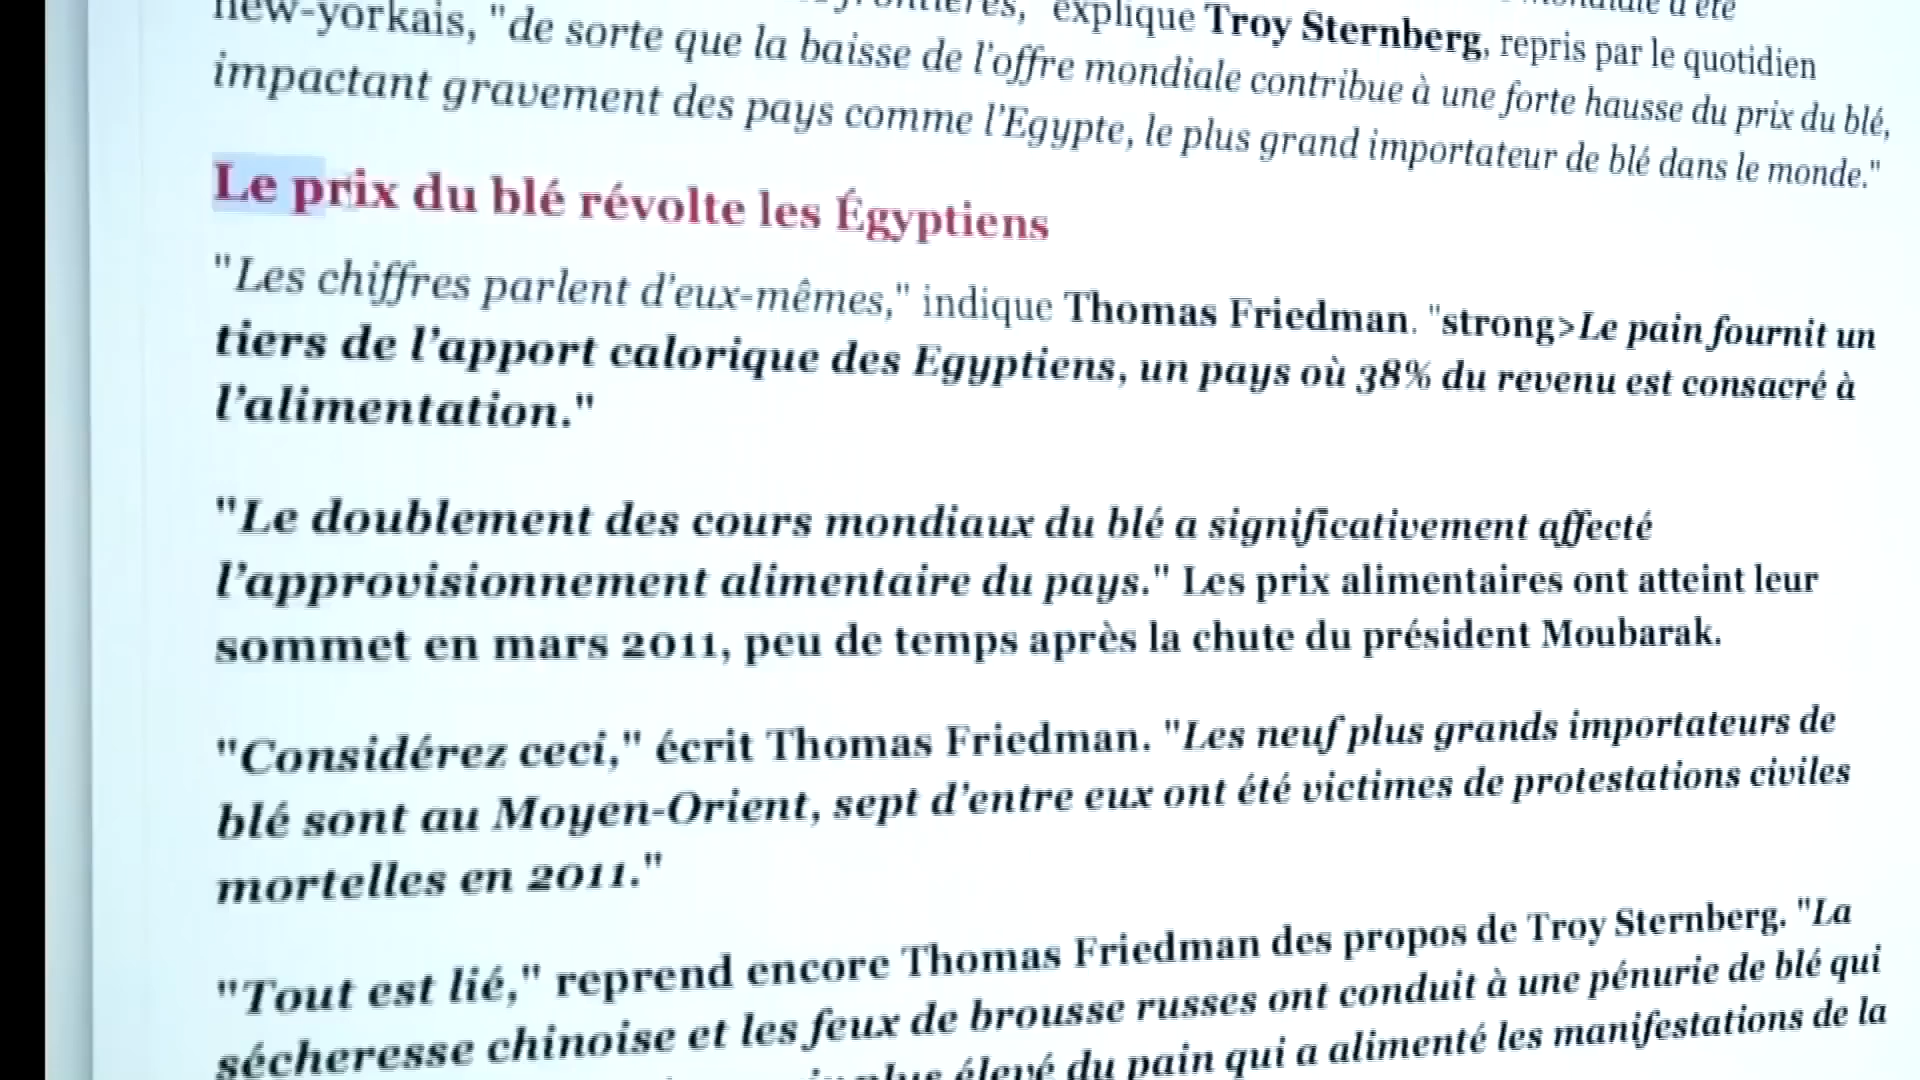 explique Troy Sternberg, repris par le quotidien
new-yorkais, "de sorte que la baisse de l'offre mondiale contribue à une forte hausse du prix du blé,
impactant gravement des pays comme l'Egypte, le plus grand importateur de blé dans le monde."
Le prix du blé révolte les Égyptiens
"Les chiffres parlent d'eux-mêmes," indique Thomas Friedman. "strong>Le pain fournit un
tiers de l'apport calorique des Egyptiens, un pays où 38% du revenu est consacré à
l'alimentation."
"Le doublement des cours mondiaux du blé a significativement affecté
l'approvisionnement alimentaire du pays." Les prix alimentaires ont atteint leur
sommet en mars 2011, peu de temps après la chute du président Moubarak.
"Considérez ceci," écrit Thomas Friedman. "Les neuf plus grands importateurs de
blé sont au Moyen-Orient, sept d'entre eux ont été victimes de protestations civiles
mortelles en 2011."
"Tout est lié," reprend encore Thomas Friedman des propos de Troy Sternberg. "La
sécheresse chinoise et les feux de brousse russes ont conduit à une pénurie de blé qui
plus élevé du pain qui a alimenté les manifestations de la